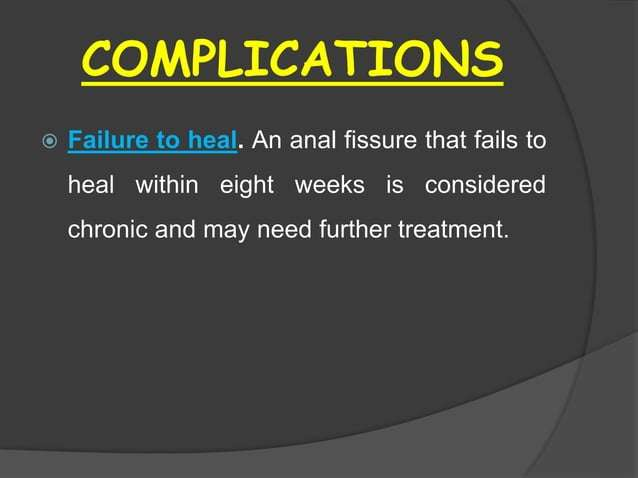 COMPLICATIONS
Failure to heal. An anal fissure that fails to
heal within eight weeks is considered
chronic and may need further treatment.